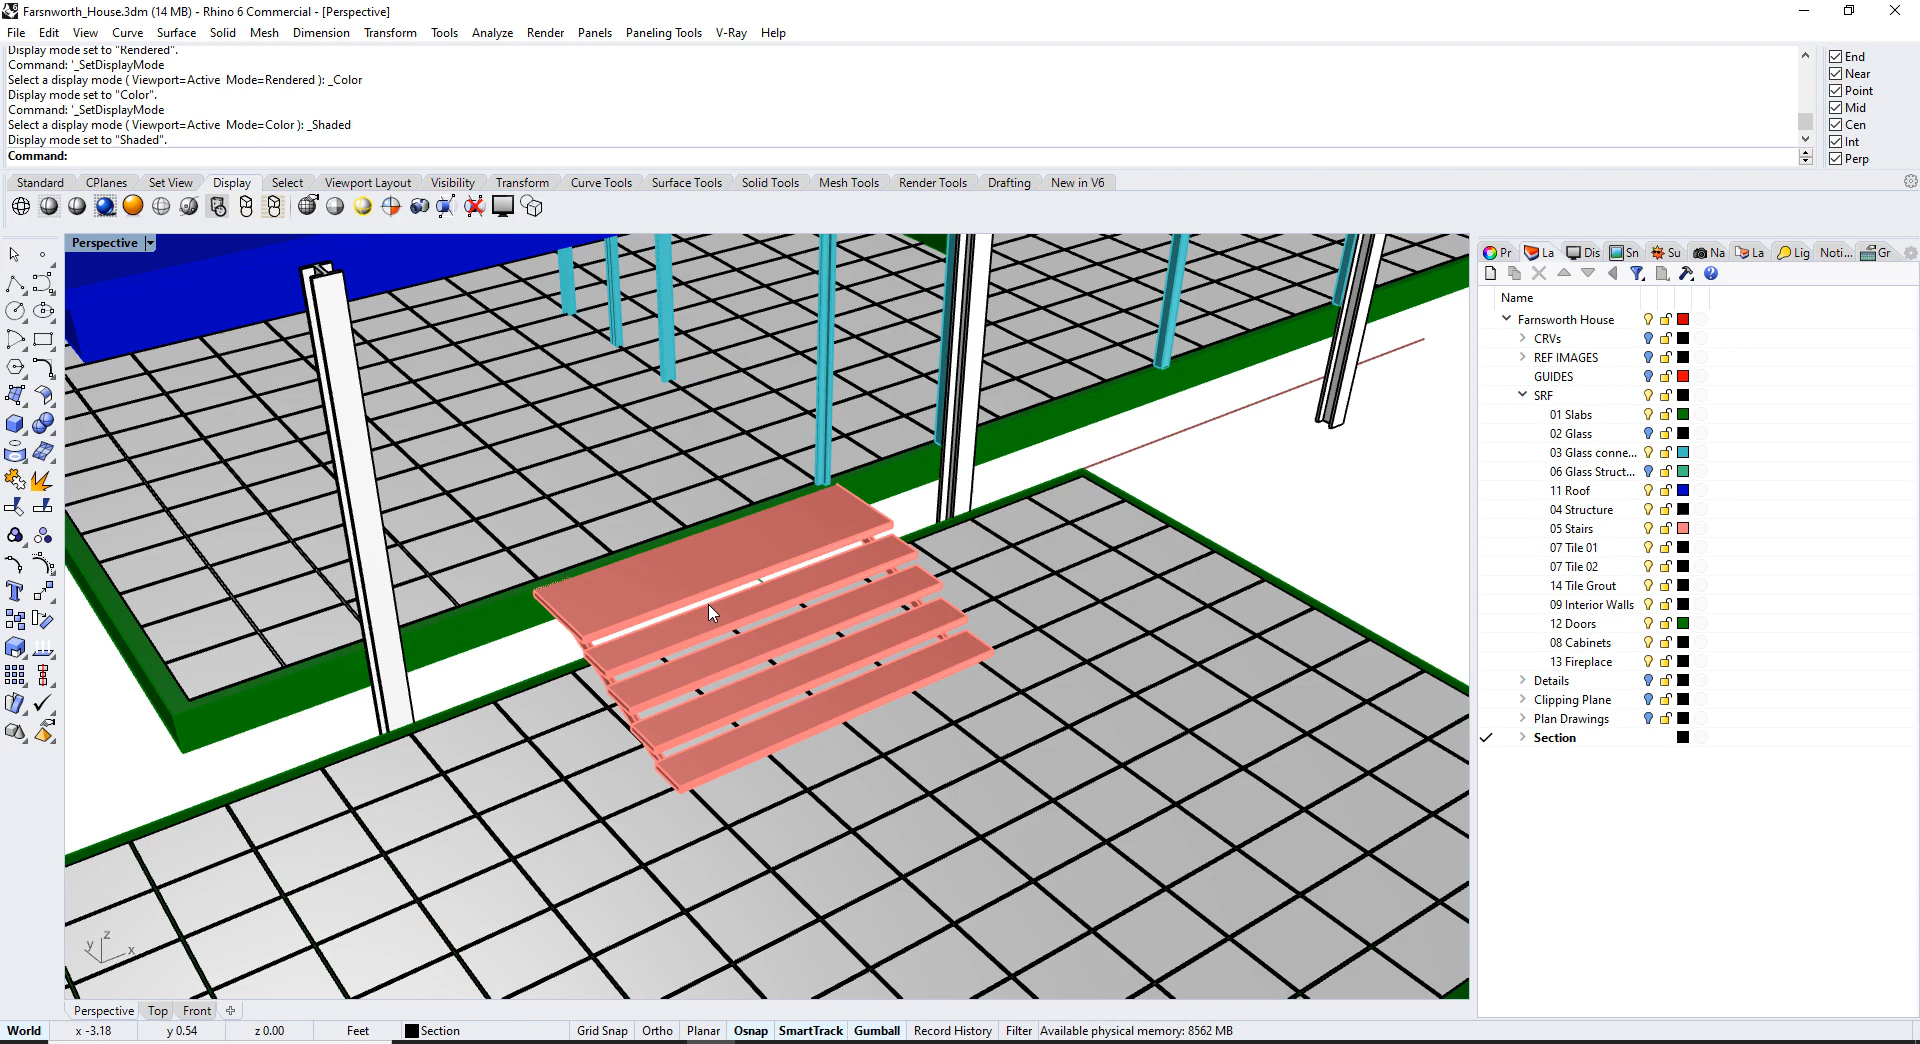 Farsnworth_House.3dm (14 MB) - Rhino 6 Commercial - [Perspective]
File Edit View Curve Surface Solid Mesh Dimension Transform Tools Analyze Render Panels Paneling Tools V-Ray Help
Display mode set to "Rendered".
Command: '_SetDisplayMode
Select a display mode ( Viewport=Active Mode=Rendered ): _Color
Display mode set to "Color".
Command: '_SetDisplayMode
Select a display mode ( Viewport=Active Mode=Color ): _Shaded
Display mode set to "Shaded".
Command:
End
Near
Point
Mid
Cen
Int
Perp
Standard CPlanes Set View Display Select Viewport Layout Visibility Transform Curve Tools Surface Tools Solid Tools Mesh Tools Render Tools Drafting New in V6
Perspective
Pr La Dis Sn Su Na La Lig Noti... Gr
Name
Farnsworth House
CRVs
REF IMAGES
GUIDES
SRF
01 Slabs
02 Glass
03 Glass conne...
06 Glass Struct...
11 Roof
04 Structure
05 Stairs
07 Tile 01
07 Tile 02
14 Tile Grout
09 Interior Walls
12 Doors
08 Cabinets
13 Fireplace
Details
Clipping Plane
Plan Drawings
Section
z
y
x
Perspective Top Front
World x -3.18 y 0.54 z 0.00 Feet Section Grid Snap Ortho Planar Osnap SmartTrack Gumball Record History Filter Available physical memory: 8562 MB